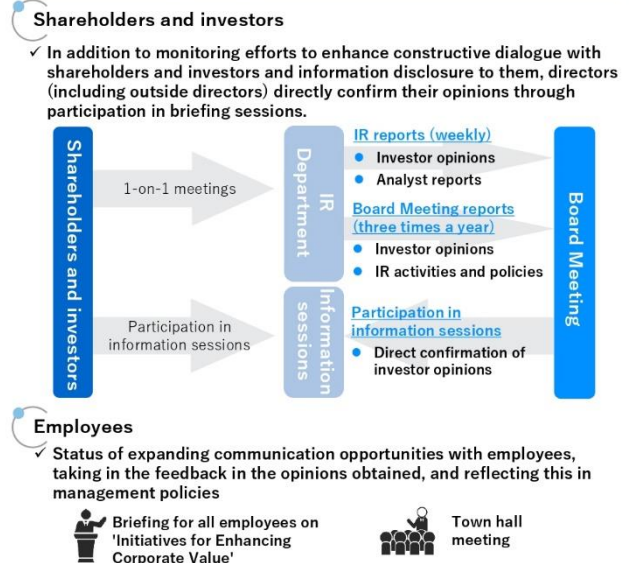 Shareholders and investors
✓ In addition to monitoring efforts to enhance constructive dialogue with
shareholders and investors and information disclosure to them, directors
(including outside directors) directly confirm their opinions through
participation in briefing sessions.
Shareholders and investors
1-on-1 meetings
IR
Department
IR reports (weekly)
● Investor opinions
● Analyst reports
Board Meeting reports
(three times a year)
● Investor opinions
● IR activities and policies
Board Meeting
Participation in
information sessions
Information
sessions
Participation in
information sessions
● Direct confirmation of
investor opinions
Employees
✓ Status of expanding communication opportunities with employees,
taking in the feedback in the opinions obtained, and reflecting this in
management policies
Briefing for all employees on
'Initiatives for Enhancing
Corporate Value'
Town hall
meeting